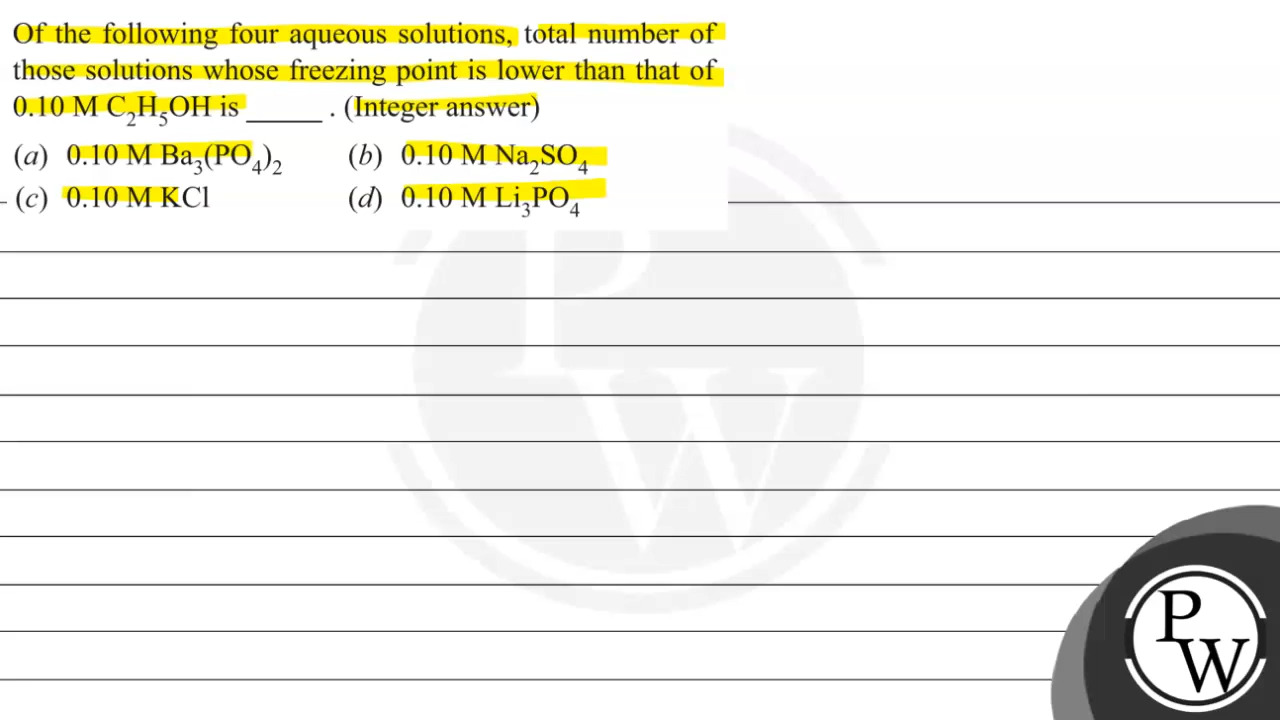 Of the following four aqueous solutions, total number of
those solutions whose freezing point is lower than that of
0.10 M C₂H₅OH is _____ . (Integer answer)
(a) 0.10 M Ba₃(PO₄)₂ (b) 0.10 M Na₂SO₄
(c) 0.10 M KCl (d) 0.10 M Li₃PO₄
P
W
P
W